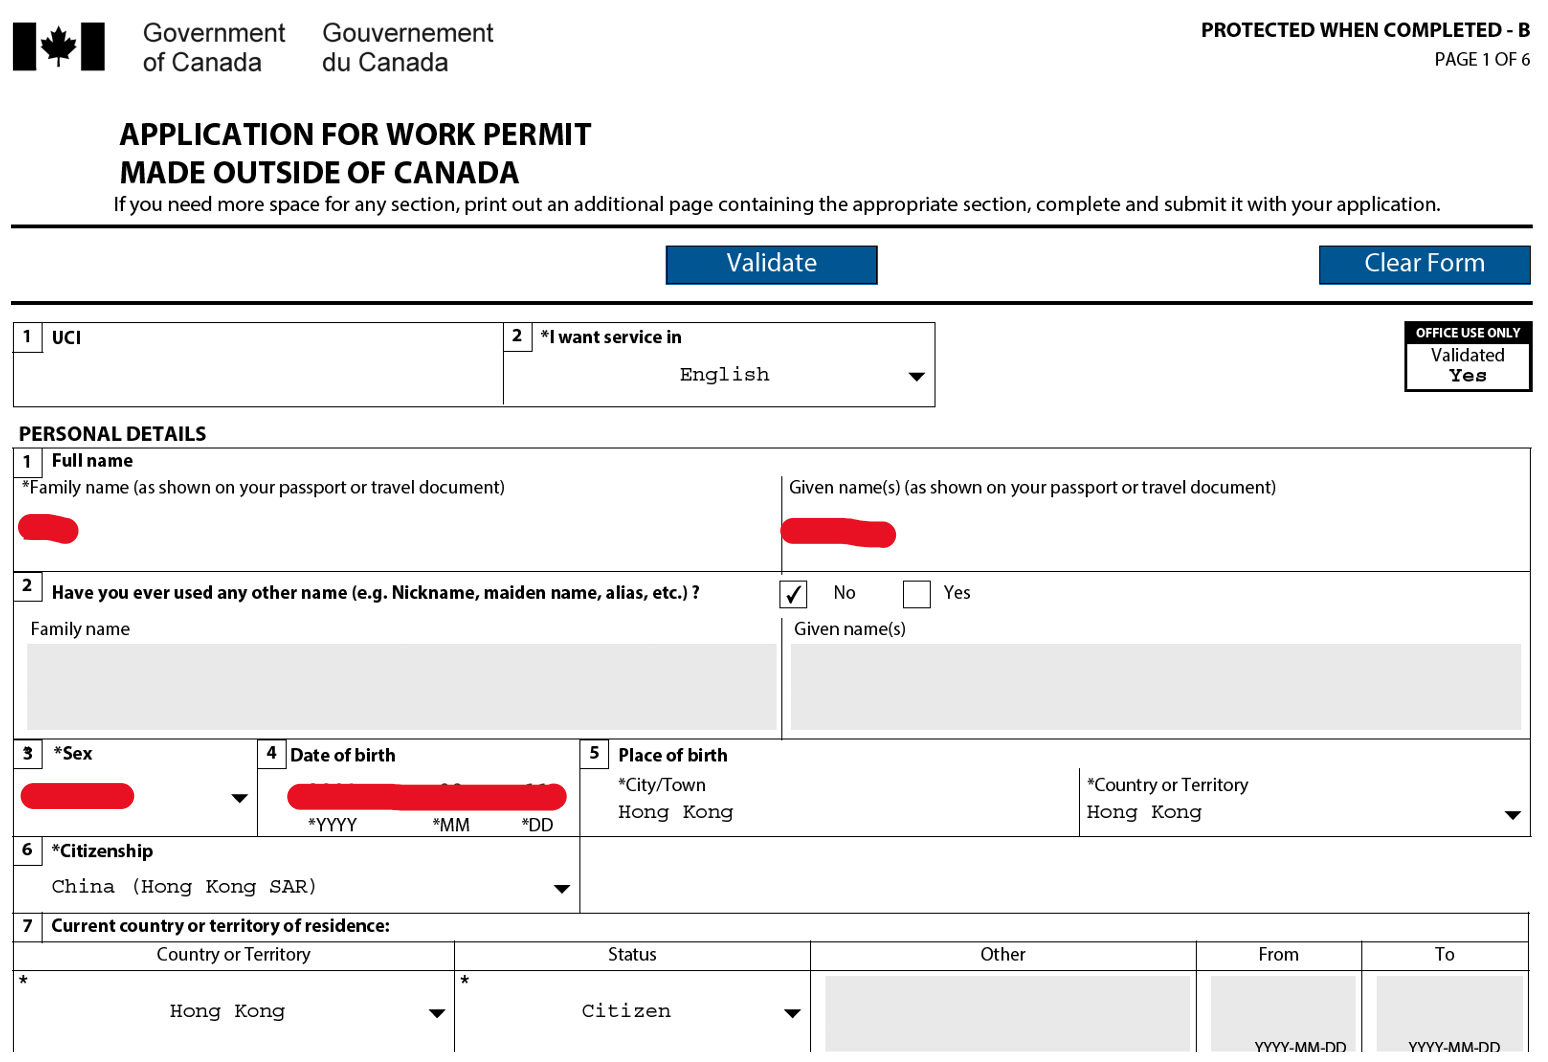 Government of Canada
Gouvernement du Canada
PROTECTED WHEN COMPLETED - B
PAGE 1 OF 6
APPLICATION FOR WORK PERMIT
MADE OUTSIDE OF CANADA
If you need more space for any section, print out an additional page containing the appropriate section, complete and submit it with your application.
Validate
Clear Form
1 UCI
2 *I want service in
English
OFFICE USE ONLY
Validated
Yes
PERSONAL DETAILS
1 Full name
*Family name (as shown on your passport or travel document)
Given name(s) (as shown on your passport or travel document)
2 Have you ever used any other name (e.g. Nickname, maiden name, alias, etc.) ?
No
Yes
Family name
Given name(s)
3 *Sex
4 Date of birth
*YYYY *MM *DD
5 Place of birth
*City/Town
Hong Kong
*Country or Territory
Hong Kong
6 *Citizenship
China (Hong Kong SAR)
7 Current country or territory of residence:
Country or Territory
Status
Other
From
To
*
Hong Kong
*
Citizen
YYYY-MM-DD
YYYY-MM-DD